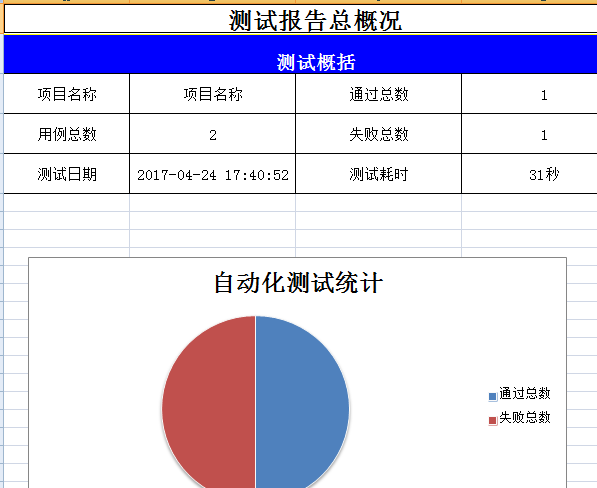 测试报告总概况
测试概括
项目名称 项目名称 通过总数 1
用例总数 2 失败总数 1
测试日期 2017-04-24 17:40:52 测试耗时 31秒
自动化测试统计
通过总数
失败总数